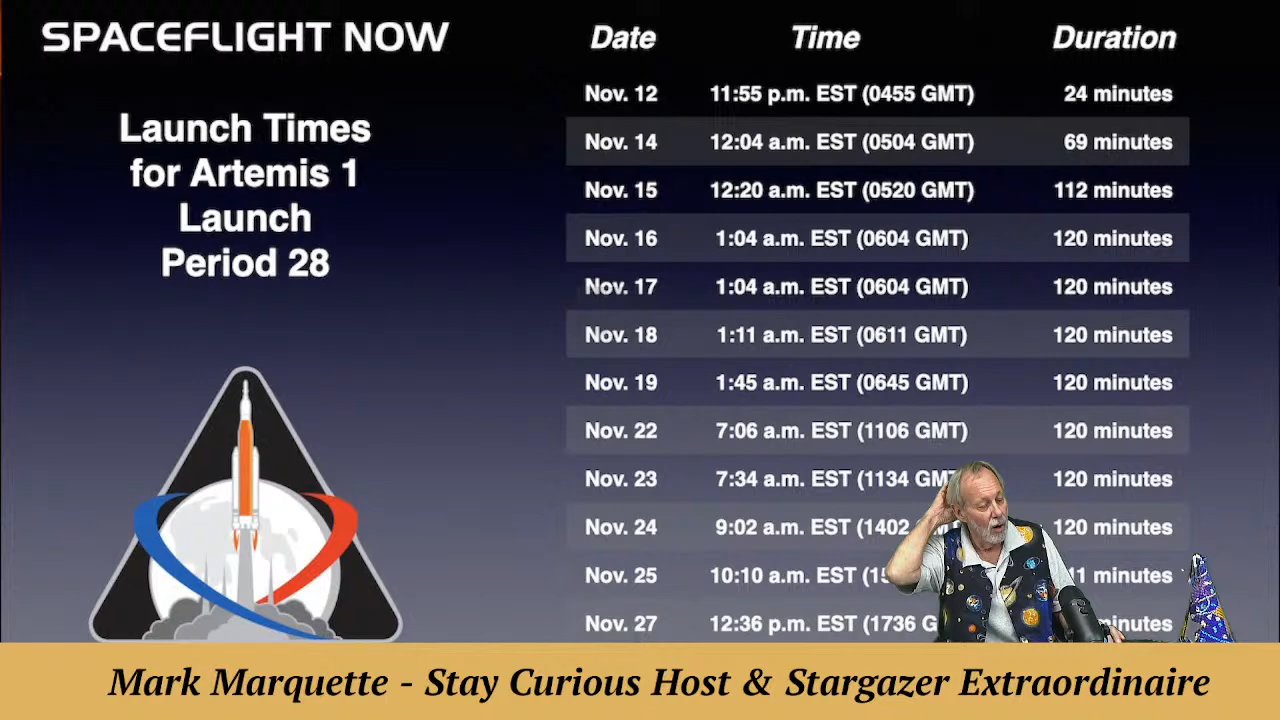 SPACEFLIGHT NOW
Launch Times
for Artemis 1
Launch
Period 28
Date Time Duration
Nov. 12 11:55 p.m. EST (0455 GMT) 24 minutes
Nov. 14 12:04 a.m. EST (0504 GMT) 69 minutes
Nov. 15 12:20 a.m. EST (0520 GMT) 112 minutes
Nov. 16 1:04 a.m. EST (0604 GMT) 120 minutes
Nov. 17 1:04 a.m. EST (0604 GMT) 120 minutes
Nov. 18 1:11 a.m. EST (0611 GMT) 120 minutes
Nov. 19 1:45 a.m. EST (0645 GMT) 120 minutes
Nov. 22 7:06 a.m. EST (1106 GMT) 120 minutes
Nov. 23 7:34 a.m. EST (1134 120 minutes
Nov. 24 9:02 a.m. EST (1402 120 minutes
Nov. 25 10:10 a.m. EST minutes
Nov. 27 12:36 p.m. EST (1736 minutes
Mark Marquette - Stay Curious Host & Stargazer Extraordinaire